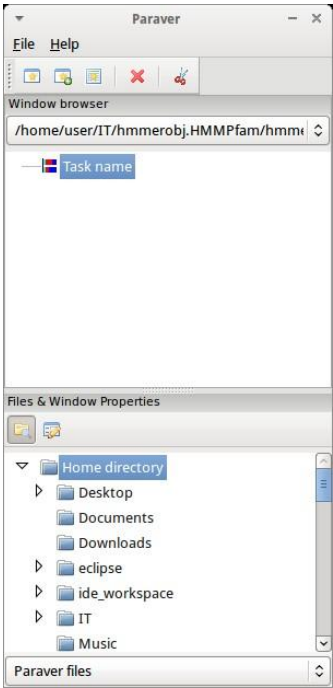 Paraver
File Help
Window browser
/home/user/IT/hmmerobj.HMMPfam/hmme
Task name
Files & Window Properties
Home directory
Desktop
Documents
Downloads
eclipse
ide_workspace
IT
Music
Paraver files